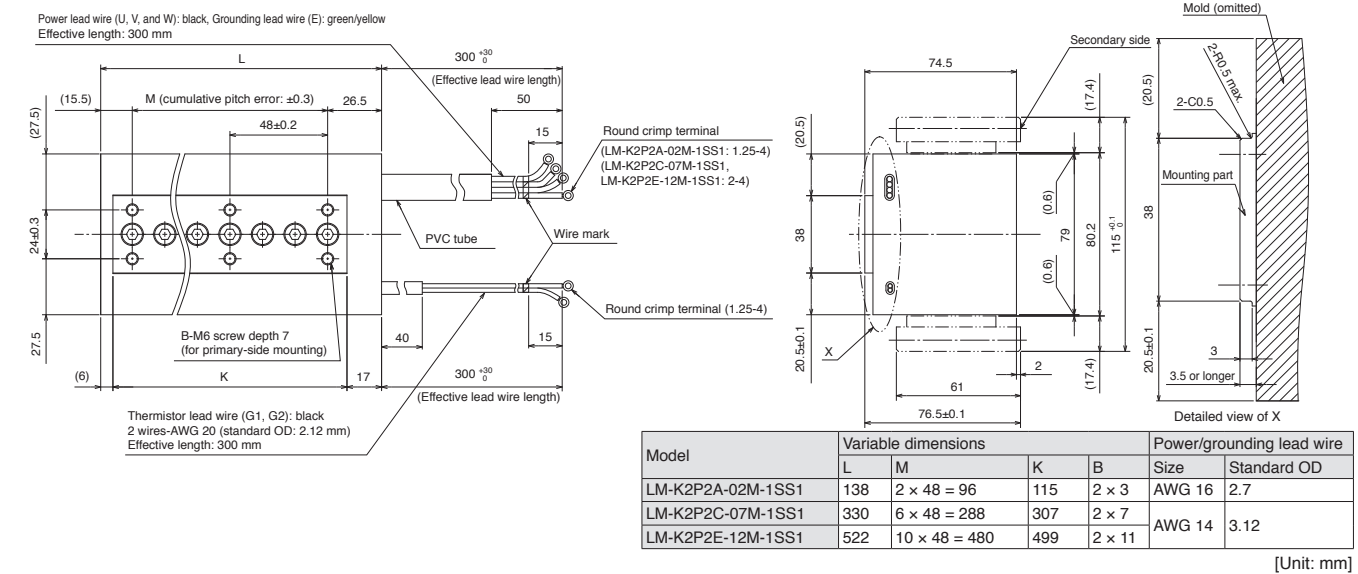 Power lead wire (U, V, and W): black, Grounding lead wire (E): green/yellow
Effective length: 300 mm
L
300 +30 0
(Effective lead wire length)
(15.5)
M (cumulative pitch error: ±0.3)
26.5
50
48±0.2
15
(27.5)
24±0.3
27.5
Round crimp terminal
(LM-K2P2A-02M-1SS1: 1.25-4)
(LM-K2P2C-07M-1SS1,
LM-K2P2E-12M-1SS1: 2-4)
PVC tube
Wire mark
Round crimp terminal (1.25-4)
B-M6 screw depth 7
(for primary-side mounting)
40
15
(6)
K
17
300 +30 0
(Effective lead wire length)
Thermistor lead wire (G1, G2): black
2 wires-AWG 20 (standard OD: 2.12 mm)
Effective length: 300 mm
Secondary side
74.5
(17.4)
(20.5)
38
20.5±0.1
(0.6)
(0.6)
79
80.2
115 +0.1 0
(17.4)
X
2
61
76.5±0.1
Mold (omitted)
2-R0.5 max.
2-C0.5
(20.5)
Mounting part
38
20.5±0.1
3
3.5 or longer
Detailed view of X
Model
Variable dimensions
Power/grounding lead wire
L
M
K
B
Size
Standard OD
LM-K2P2A-02M-1SS1 138 2 × 48 = 96 115 2 × 3 AWG 16 2.7
LM-K2P2C-07M-1SS1 330 6 × 48 = 288 307 2 × 7 AWG 14 3.12
LM-K2P2E-12M-1SS1 522 10 × 48 = 480 499 2 × 11
[Unit: mm]